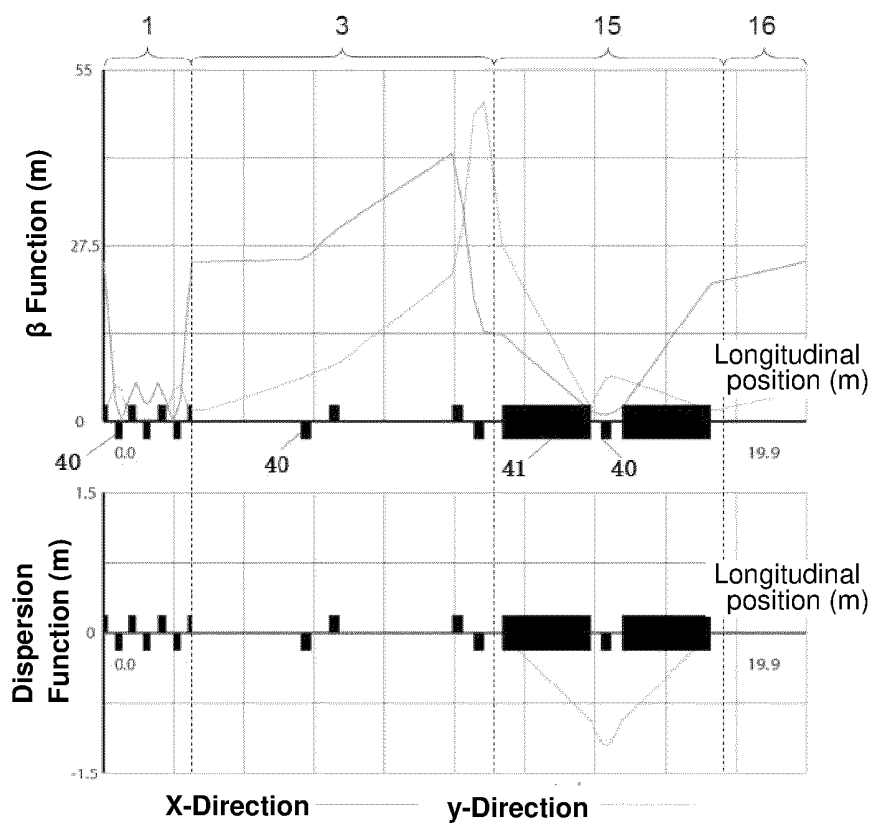 1 3 15 16
55
β Function (m)
27.5
Longitudinal
position (m)
0
40 0.0 40 41 40 19.9
1.5
Dispersion
Function (m)
Longitudinal
position (m)
0
0.0 19.9
-1.5
X-Direction y-Direction